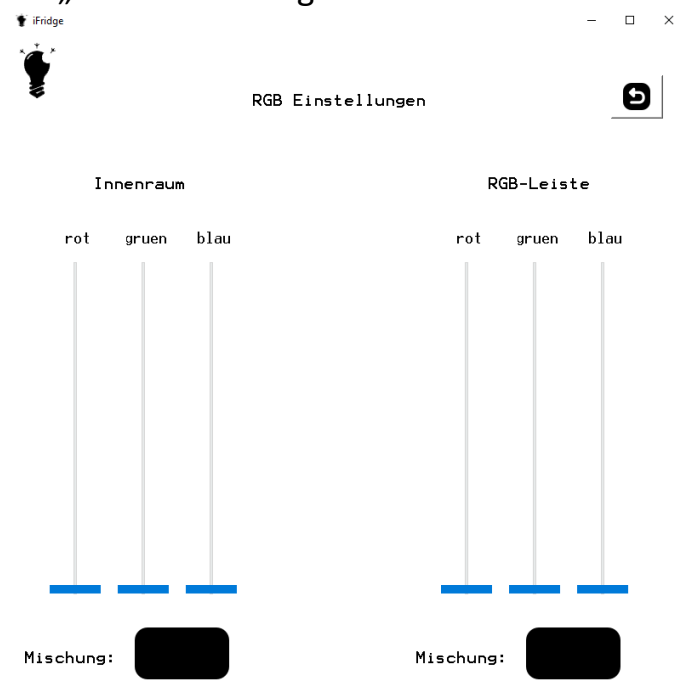 iFridge
RGB Einstellungen
Innenraum RGB-Leiste
rot gruen blau rot gruen blau
Mischung: Mischung: